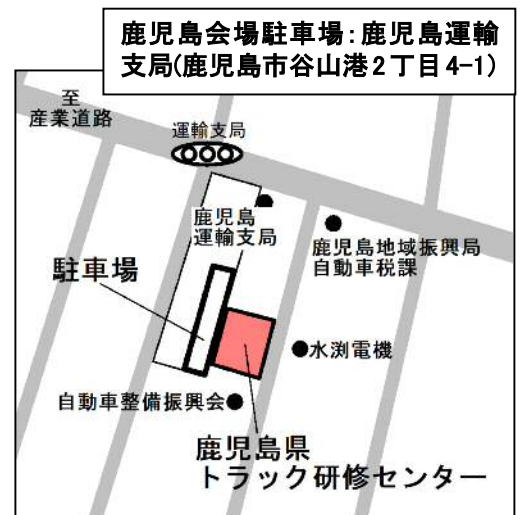 鹿児島会場駐車場:鹿児島運輸
支局(鹿児島市谷山港2丁目4-1)
至
産業道路
運輸支局
鹿児島
運輸支局
鹿児島地域振興局
自動車税課
駐車場
水測電機
自動車整備振興会
鹿児島県
トラック研修センター